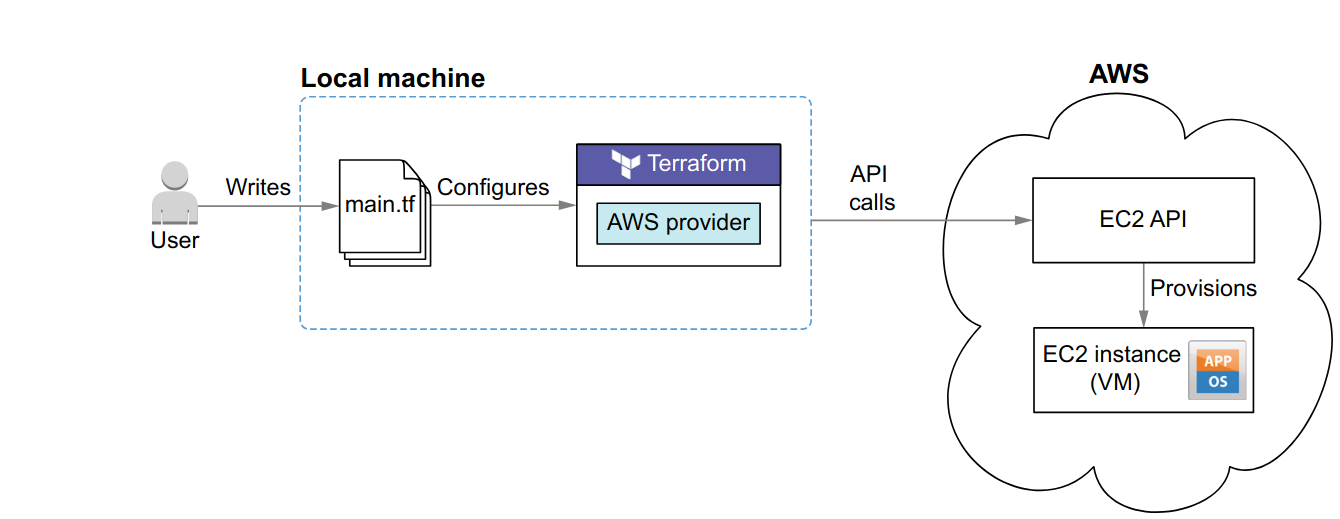 Local machine
AWS
Writes
User
main.tf
Configures
Terraform
AWS provider
API
calls
EC2 API
Provisions
EC2 instance
(VM)
APP
OS